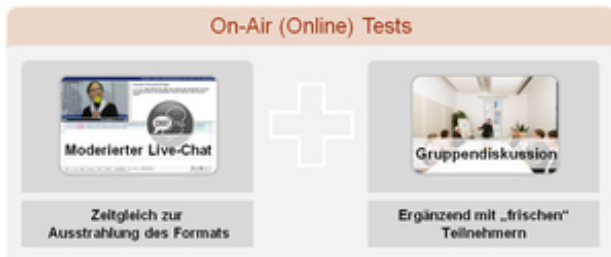 On-Air (Online) Tests
Moderierter Live-Chat
Gruppendiskussion
Zeitgleich zur
Ausstrahlung des Formats
Ergänzend mit „frischen“
Teilnehmern